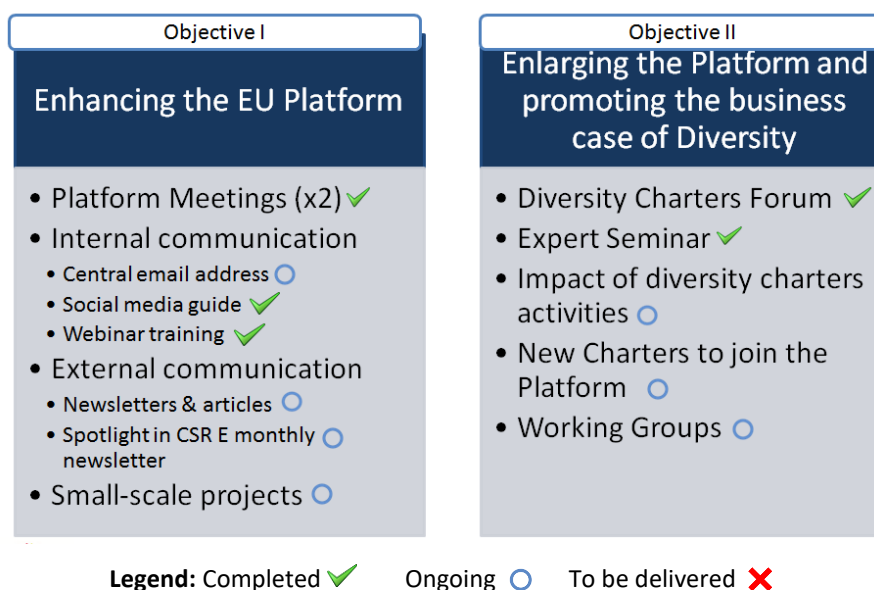 Objective I
Enhancing the EU Platform
• Platform Meetings (x2)
• Internal communication
• Central email address
• Social media guide
• Webinar training
• External communication
• Newsletters & articles
• Spotlight in CSR E monthly
newsletter
• Small-scale projects
Objective II
Enlarging the Platform and
promoting the business
case of Diversity
• Diversity Charters Forum
• Expert Seminar
• Impact of diversity charters
activities
• New Charters to join the
Platform
• Working Groups
Legend: Completed Ongoing To be delivered